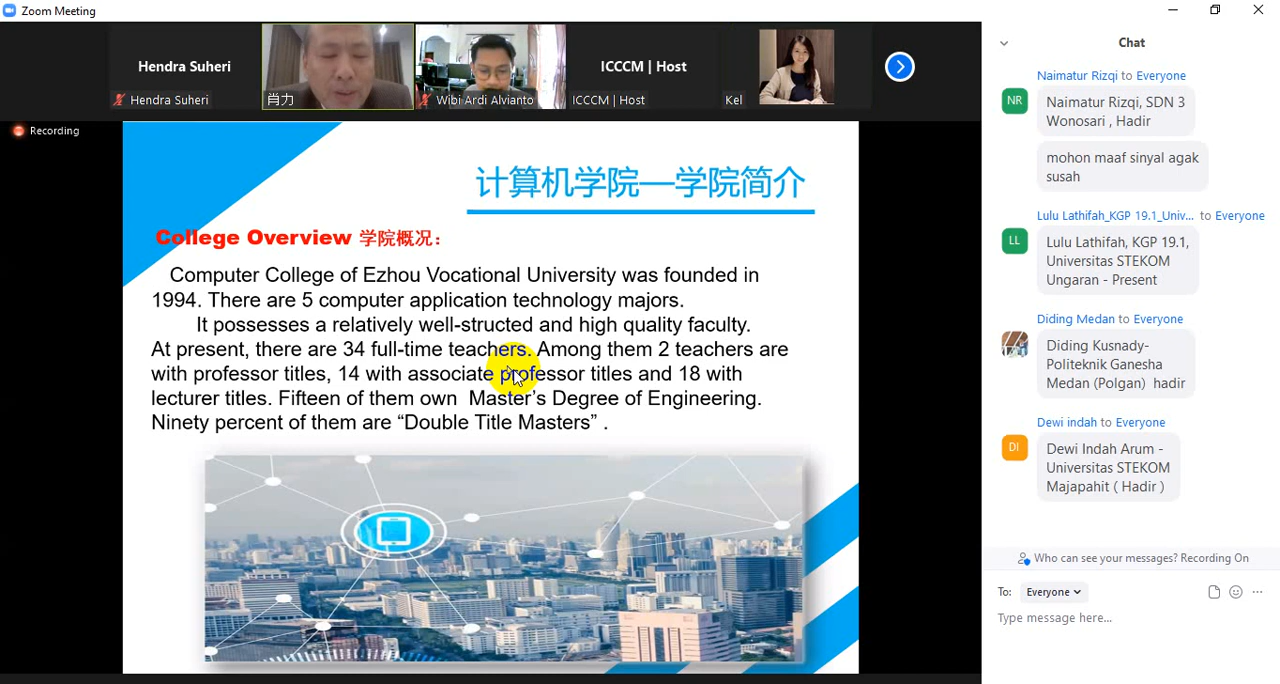 Zoom Meeting
Hendra Suheri
Hendra Suheri
肖力
Wibi Ardi Alvianto
ICCCM | Host
ICCCM | Host
Kel
Recording
计算机学院—学院简介
College Overview 学院概况：
Computer College of Ezhou Vocational University was founded in
1994. There are 5 computer application technology majors.
It possesses a relatively well-structed and high quality faculty.
At present, there are 34 full-time teachers. Among them 2 teachers are
with professor titles, 14 with associate professor titles and 18 with
lecturer titles. Fifteen of them own Master’s Degree of Engineering.
Ninety percent of them are “Double Title Masters” .
Chat
Naimatur Rizqi to Everyone
NR
Naimatur Rizqi, SDN 3
Wonosari , Hadir
mohon maaf sinyal agak
susah
Lulu Lathifah_KGP 19.1_Univ... to Everyone
LL
Lulu Lathifah, KGP 19.1,
Universitas STEKOM
Ungaran - Present
Diding Medan to Everyone
Diding Kusnady-
Politeknik Ganesha
Medan (Polgan) hadir
Dewi indah to Everyone
DI
Dewi Indah Arum -
Universitas STEKOM
Majapahit ( Hadir )
Who can see your messages? Recording On
To: Everyone
Type message here...